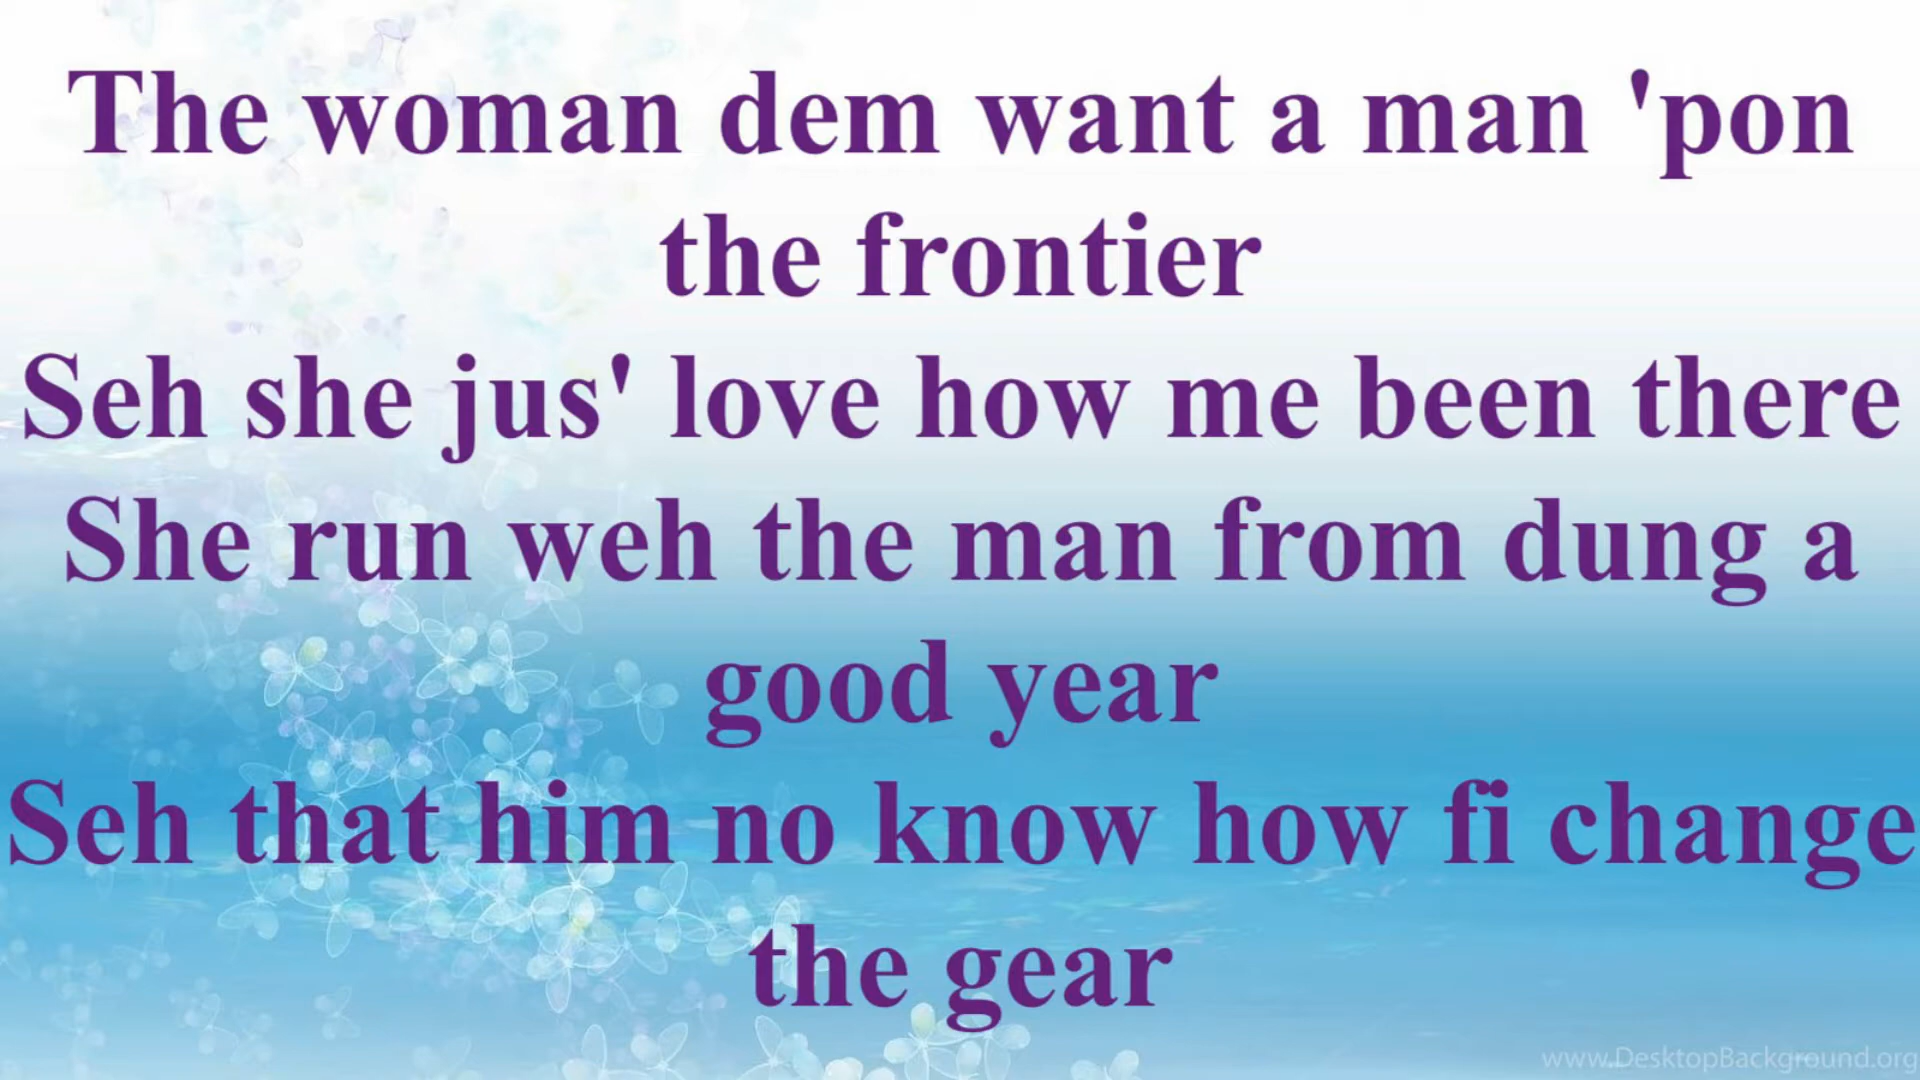 The woman dem want a man 'pon
the frontier
Seh she jus' love how me been there
She run weh the man from dung a
good year
Seh that him no know how fi change
the gear
www.DesktopBackground.org